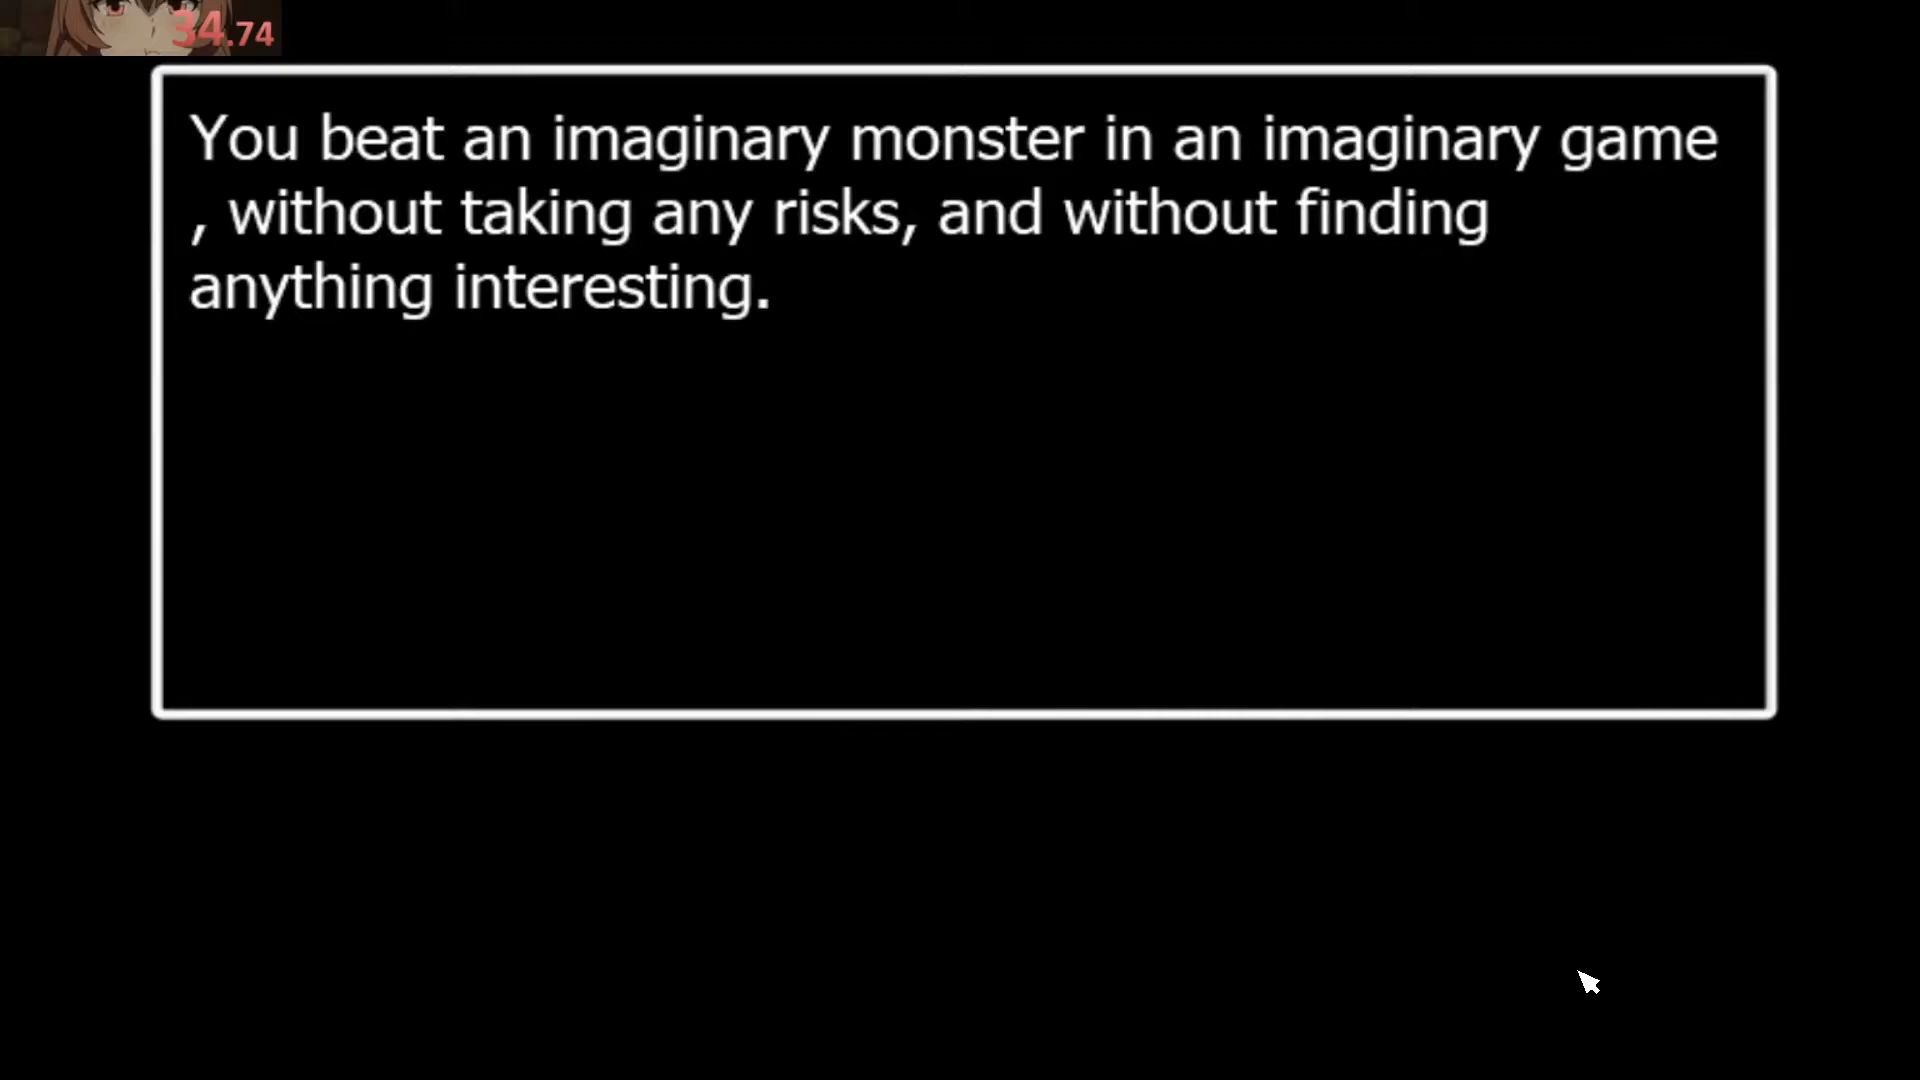 34.74
You beat an imaginary monster in an imaginary game
, without taking any risks, and without finding
anything interesting.